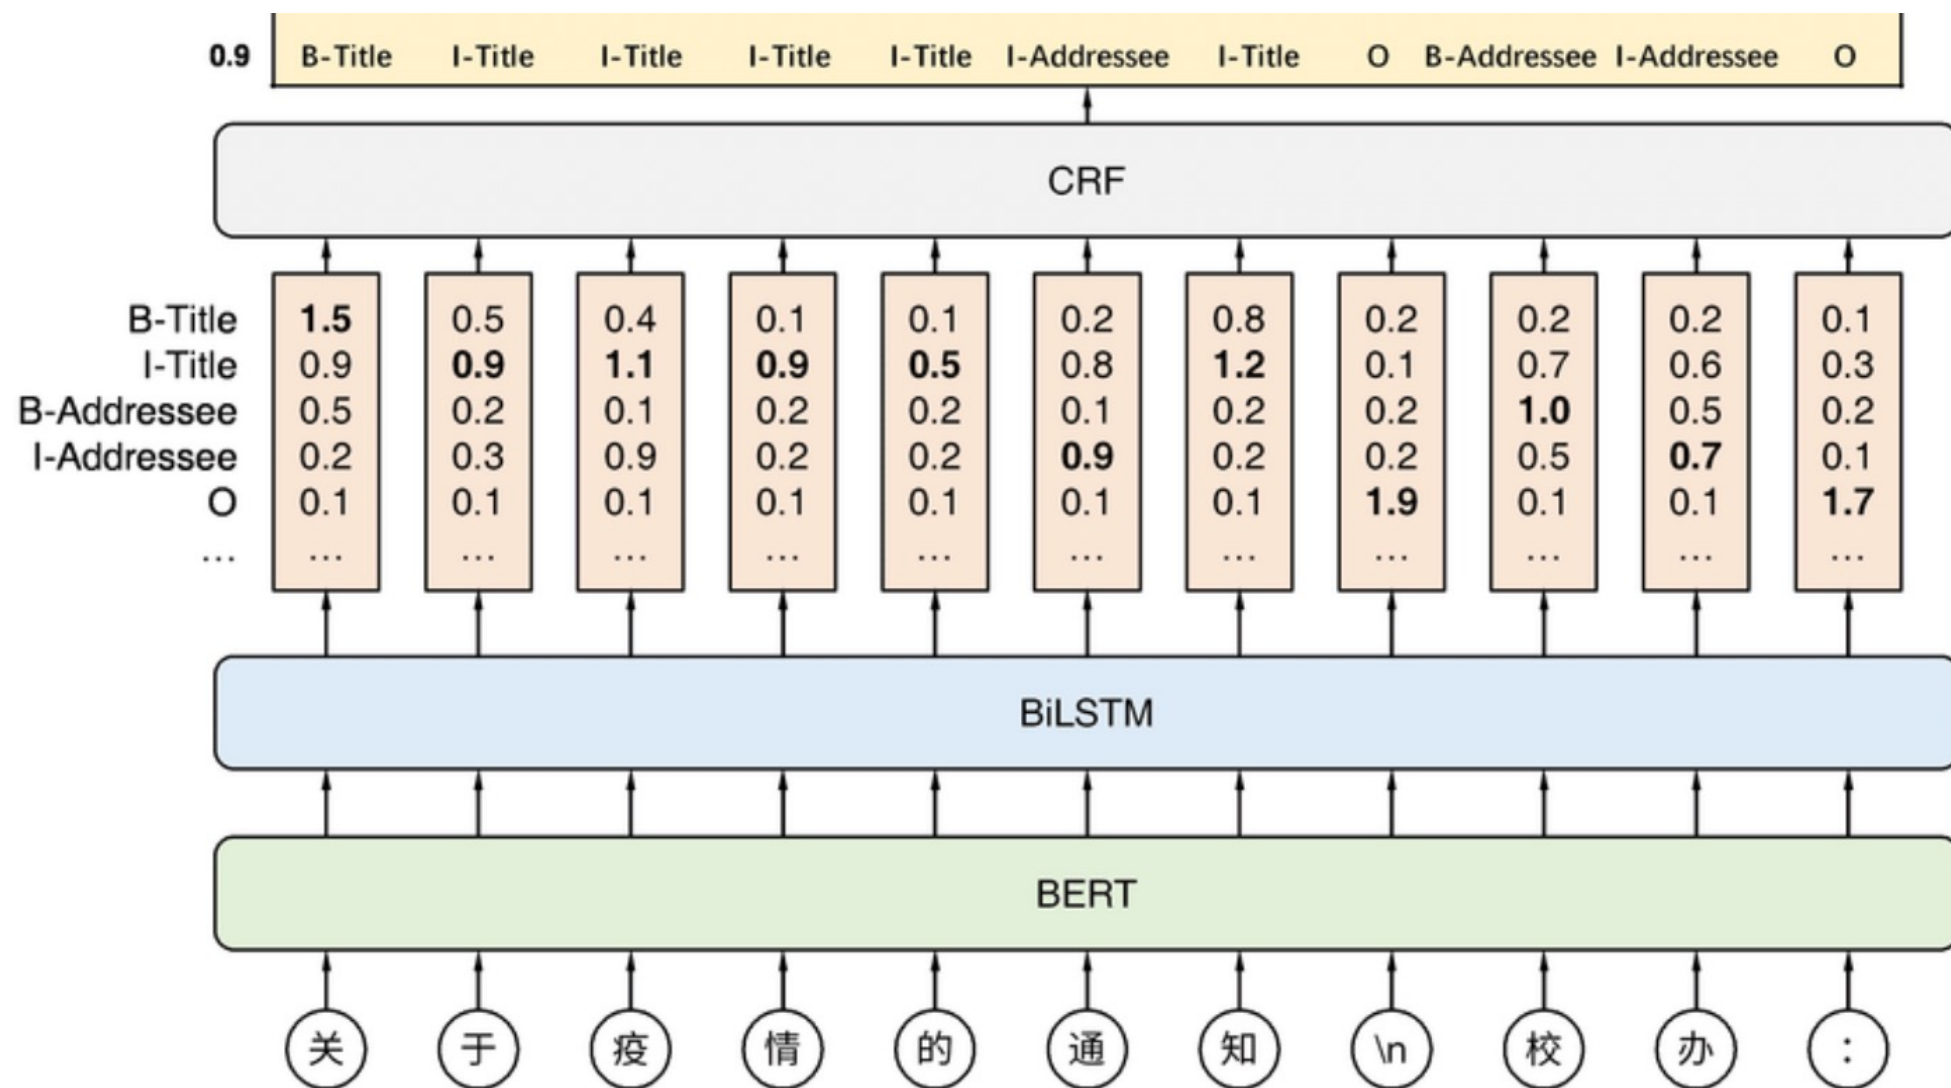 0.9 B-Title I-Title I-Title I-Title I-Title I-Addressee I-Title O B-Addressee I-Addressee O
CRF
B-Title 1.5 0.5 0.4 0.1 0.1 0.2 0.8 0.2 0.2 0.2 0.1
I-Title 0.9 0.9 1.1 0.9 0.5 0.8 1.2 0.1 0.7 0.6 0.3
B-Addressee 0.5 0.2 0.1 0.2 0.2 0.1 0.2 0.2 1.0 0.5 0.2
I-Addressee 0.2 0.3 0.9 0.2 0.2 0.9 0.2 0.2 0.5 0.7 0.1
O 0.1 0.1 0.1 0.1 0.1 0.1 0.1 1.9 0.1 0.1 1.7
... ... ... ... ... ... ... ... ... ... ... ...
BiLSTM
BERT
关 于 疫 情 的 通 知 \n 校 办 :